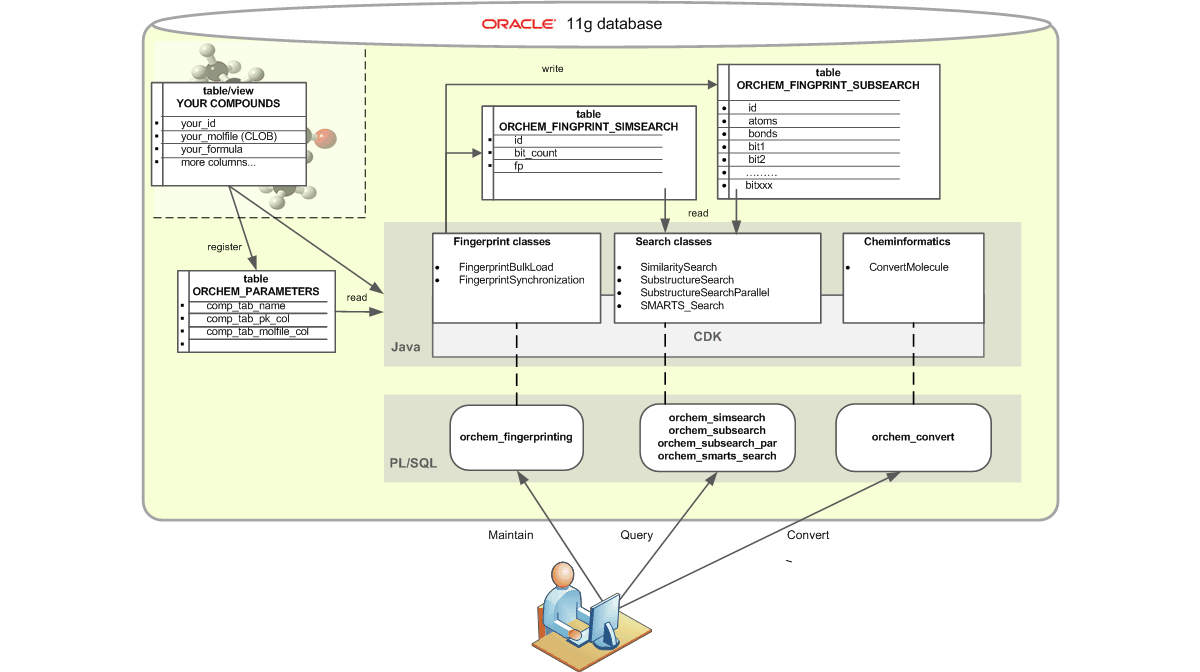 ORACLE® 11g database
table/view
YOUR COMPOUNDS
your_id
your_molfile (CLOB)
your_formula
more columns...
write
table
ORCHEM_FINGPRINT_SIMSEARCH
id
bit_count
fp
table
ORCHEM_FINGPRINT_SUBSEARCH
id
atoms
bonds
bit1
bit2
.........
bitxxx
read
register
table
ORCHEM_PARAMETERS
comp_tab_name
comp_tab_pk_col
comp_tab_molfile_col
read
Fingerprint classes
FingerprintBulkLoad
FingerprintSynchronization
Search classes
SimilaritySearch
SubstructureSearch
SubstructureSearchParallel
SMARTS_Search
Cheminformatics
ConvertMolecule
CDK
Java
orchem_fingerprinting
orchem_simsearch
orchem_subsearch
orchem_subsearch_par
orchem_smarts_search
orchem_convert
PL/SQL
Maintain
Query
Convert
~